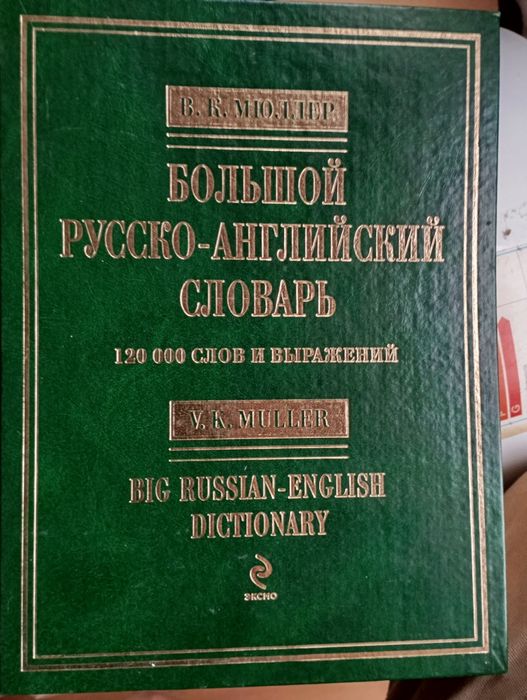 В. К. МЮЛЛЕР
БОЛЬШОЙ
РУССКО-АНГЛИЙСКИЙ
СЛОВАРЬ
120 000 СЛОВ И ВЫРАЖЕНИЙ
V. K. MULLER
BIG RUSSIAN-ENGLISH
DICTIONARY
ЭКСМО